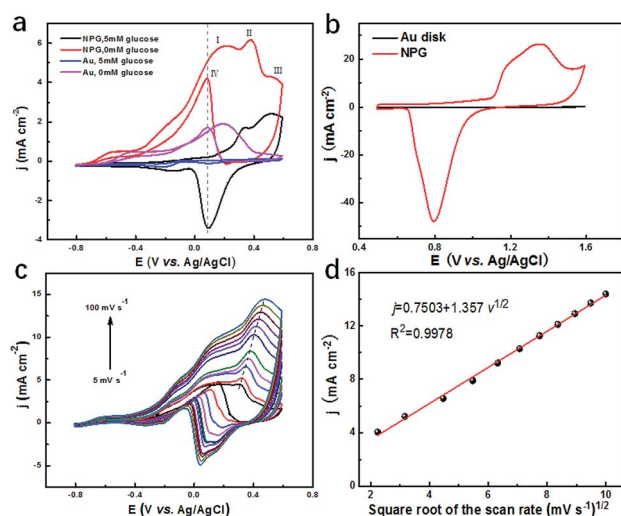 a
NPG,5mM glucose
NPG,0mM glucose
Au, 5mM glucose
Au, 0mM glucose
I
II
III
IV
6
4
2
0
-2
-4
j (mA cm-2)
-0.8
-0.4
0.0
0.4
0.8
E (V vs. Ag/AgCl)
b
Au disk
NPG
20
0
-20
-40
j (mA cm-2)
0.4
0.8
1.2
1.6
E (V vs. Ag/AgCl)
c
100 mV s-1
5 mV s-1
15
10
5
0
-5
j (mA cm-2)
-0.8
-0.4
0.0
0.4
0.8
E (V vs. Ag/AgCl)
d
j=0.7503+1.357 v1/2
R2=0.9978
16
12
8
4
0
j (mA cm-2)
2
4
6
8
10
Square root of the scan rate (mV s-1)1/2